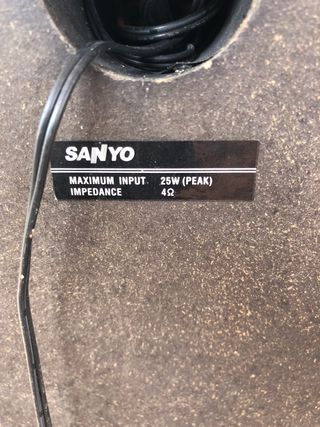 SANYO
MAXIMUM INPUT 25W (PEAK)
IMPEDANCE 4Ω